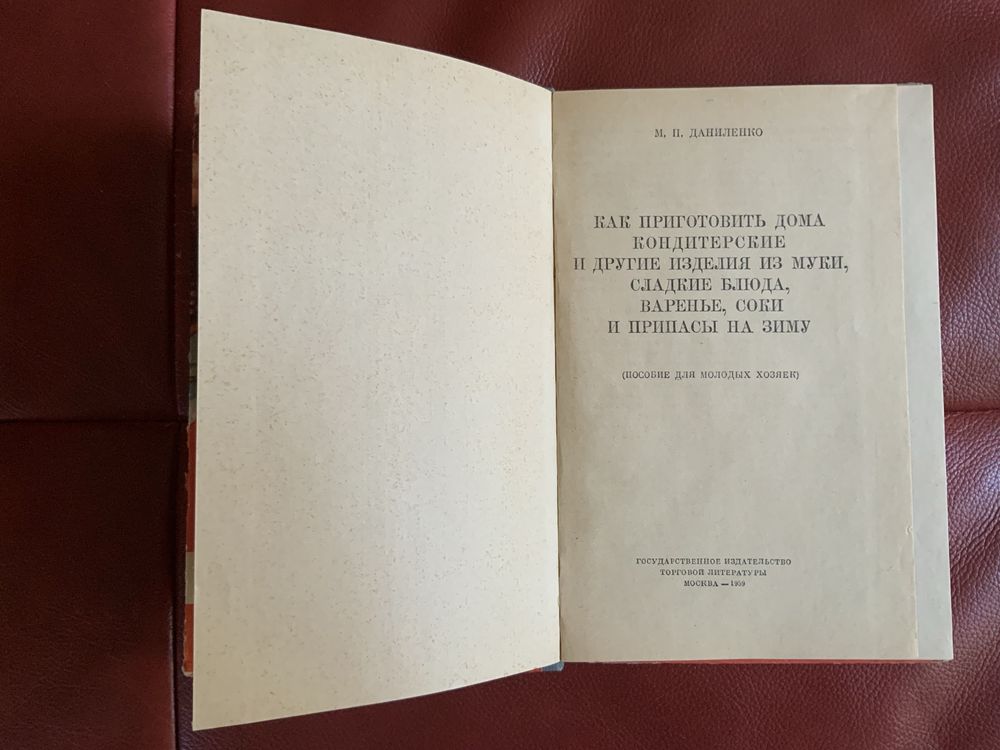 М. П. ДАНИЛЕНКО
КАК ПРИГОТОВИТЬ ДОМА
КОНДИТЕРСКИЕ
И ДРУГИЕ ИЗДЕЛИЯ ИЗ МУКИ,
СЛАДКИЕ БЛЮДА,
ВАРЕНЬЕ, СОКИ
И ПРИПАСЫ НА ЗИМУ
(ПОСОБИЕ ДЛЯ МОЛОДЫХ ХОЗЯЕК)
ГОСУДАРСТВЕННОЕ ИЗДАТЕЛЬСТВО
ТОРГОВОЙ ЛИТЕРАТУРЫ
МОСКВА — 1959